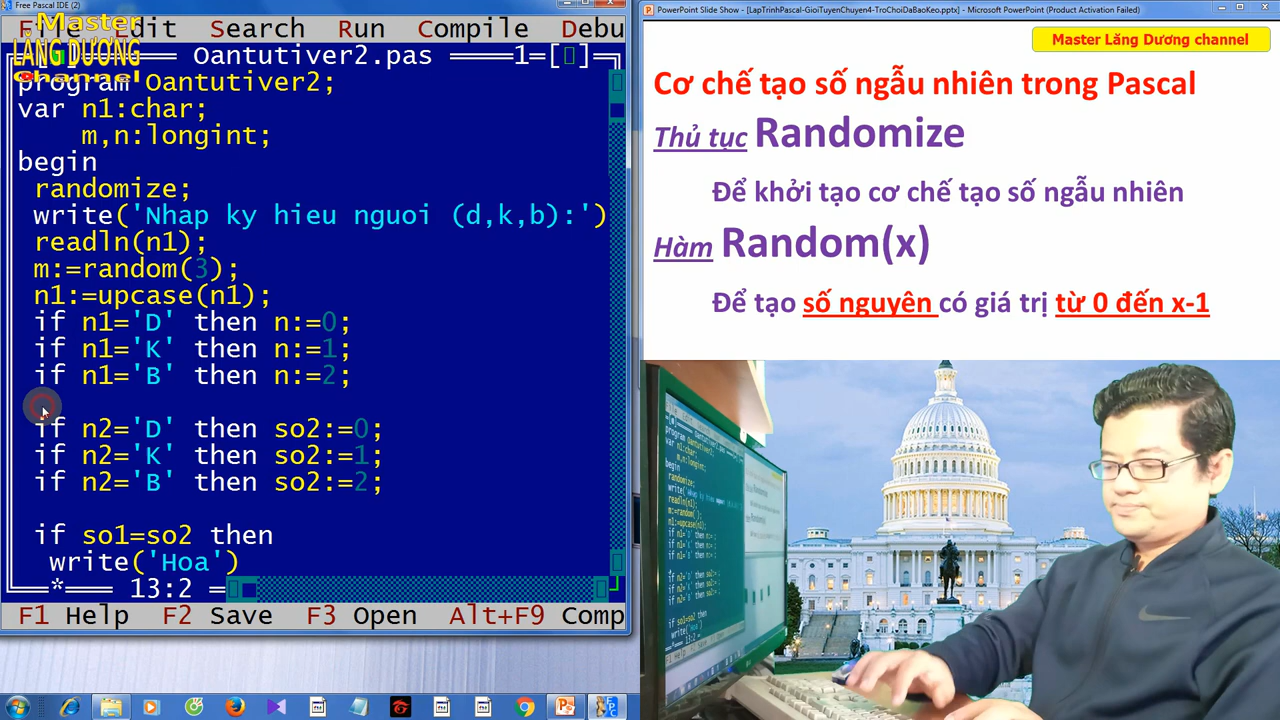 Free Pascal IDE (2)
PowerPoint Slide Show - [LapTrinhPascal-GioiTuyenChuyen4-TroChoiDaBaoKeo.pptx] - Microsoft PowerPoint (Product Activation Failed)
Master
LĂNG DƯƠNG
Channel
File Edit Search Run Compile Debu
Oantutiver2.pas 1=[ ]
program Oantutiver2;
var n1:char;
m,n:longint;
begin
randomize;
write('Nhap ky hieu nguoi (d,k,b):')
readln(n1);
m:=random(3);
n1:=upcase(n1);
if n1='D' then n:=0;
if n1='K' then n:=1;
if n1='B' then n:=2;
if n2='D' then so2:=0;
if n2='K' then so2:=1;
if n2='B' then so2:=2;
if so1=so2 then
write('Hoa')
* 13:2
F1 Help F2 Save F3 Open Alt+F9 Comp
Master Lăng Dương channel
Cơ chế tạo số ngẫu nhiên trong Pascal
Thủ tục Randomize
Để khởi tạo cơ chế tạo số ngẫu nhiên
Hàm Random(x)
Để tạo số nguyên có giá trị từ 0 đến x-1